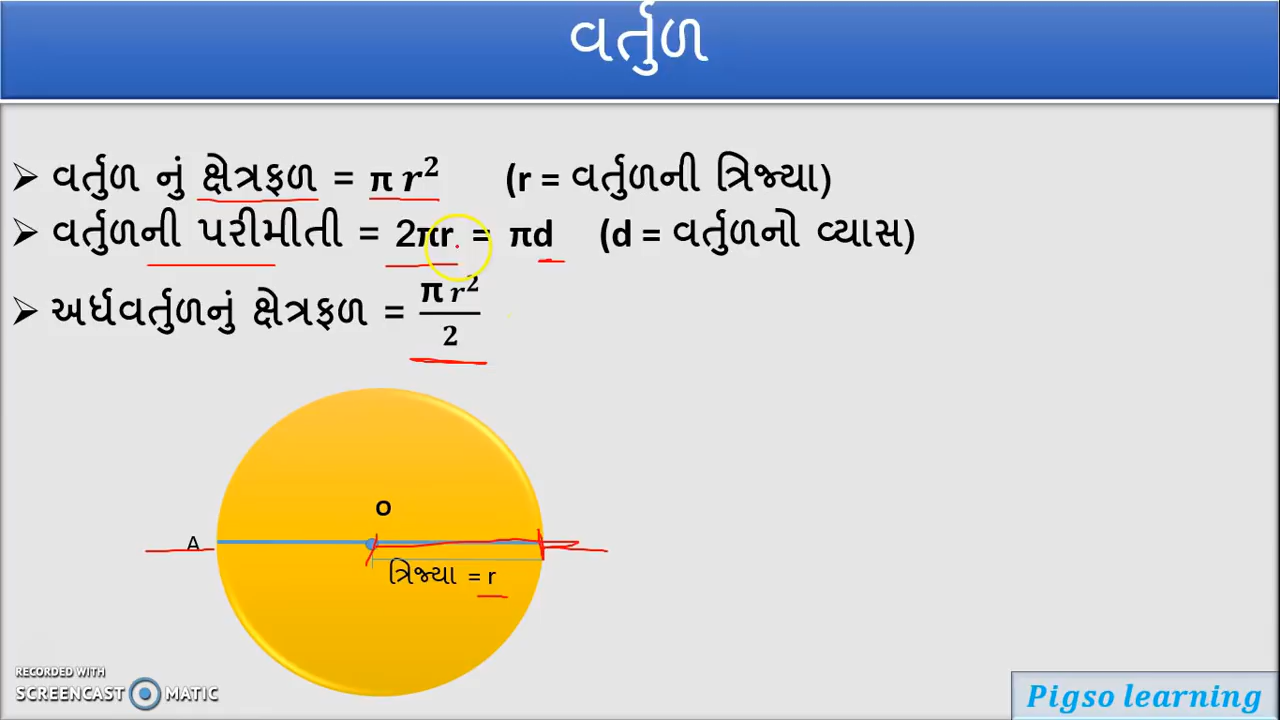 વર્તુળ
➢ વર્તુળ નું ક્ષેત્રફળ = π r² (r = વર્તુળની ત્રિજ્યા)
➢ વર્તુળની પરીમીતી = 2πr = πd (d = વર્તુળનો વ્યાસ)
➢ અર્ધવર્તુળનું ક્ષેત્રફળ = π r² / 2
O
A
ત્રિજ્યા = r
RECORDED WITH
SCREENCAST MATIC
Pigso learning